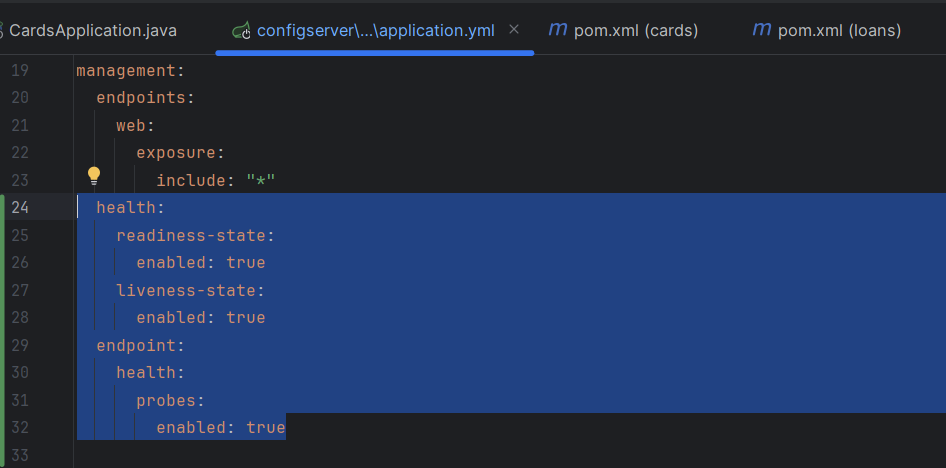 CardsApplication.java configserver\...\application.yml × m pom.xml (cards) m pom.xml (loans)
19 management:
20   endpoints:
21     web:
22       exposure:
23         include: "*"
24   health:
25     readiness-state:
26       enabled: true
27     liveness-state:
28       enabled: true
29   endpoint:
30     health:
31       probes:
32         enabled: true
33